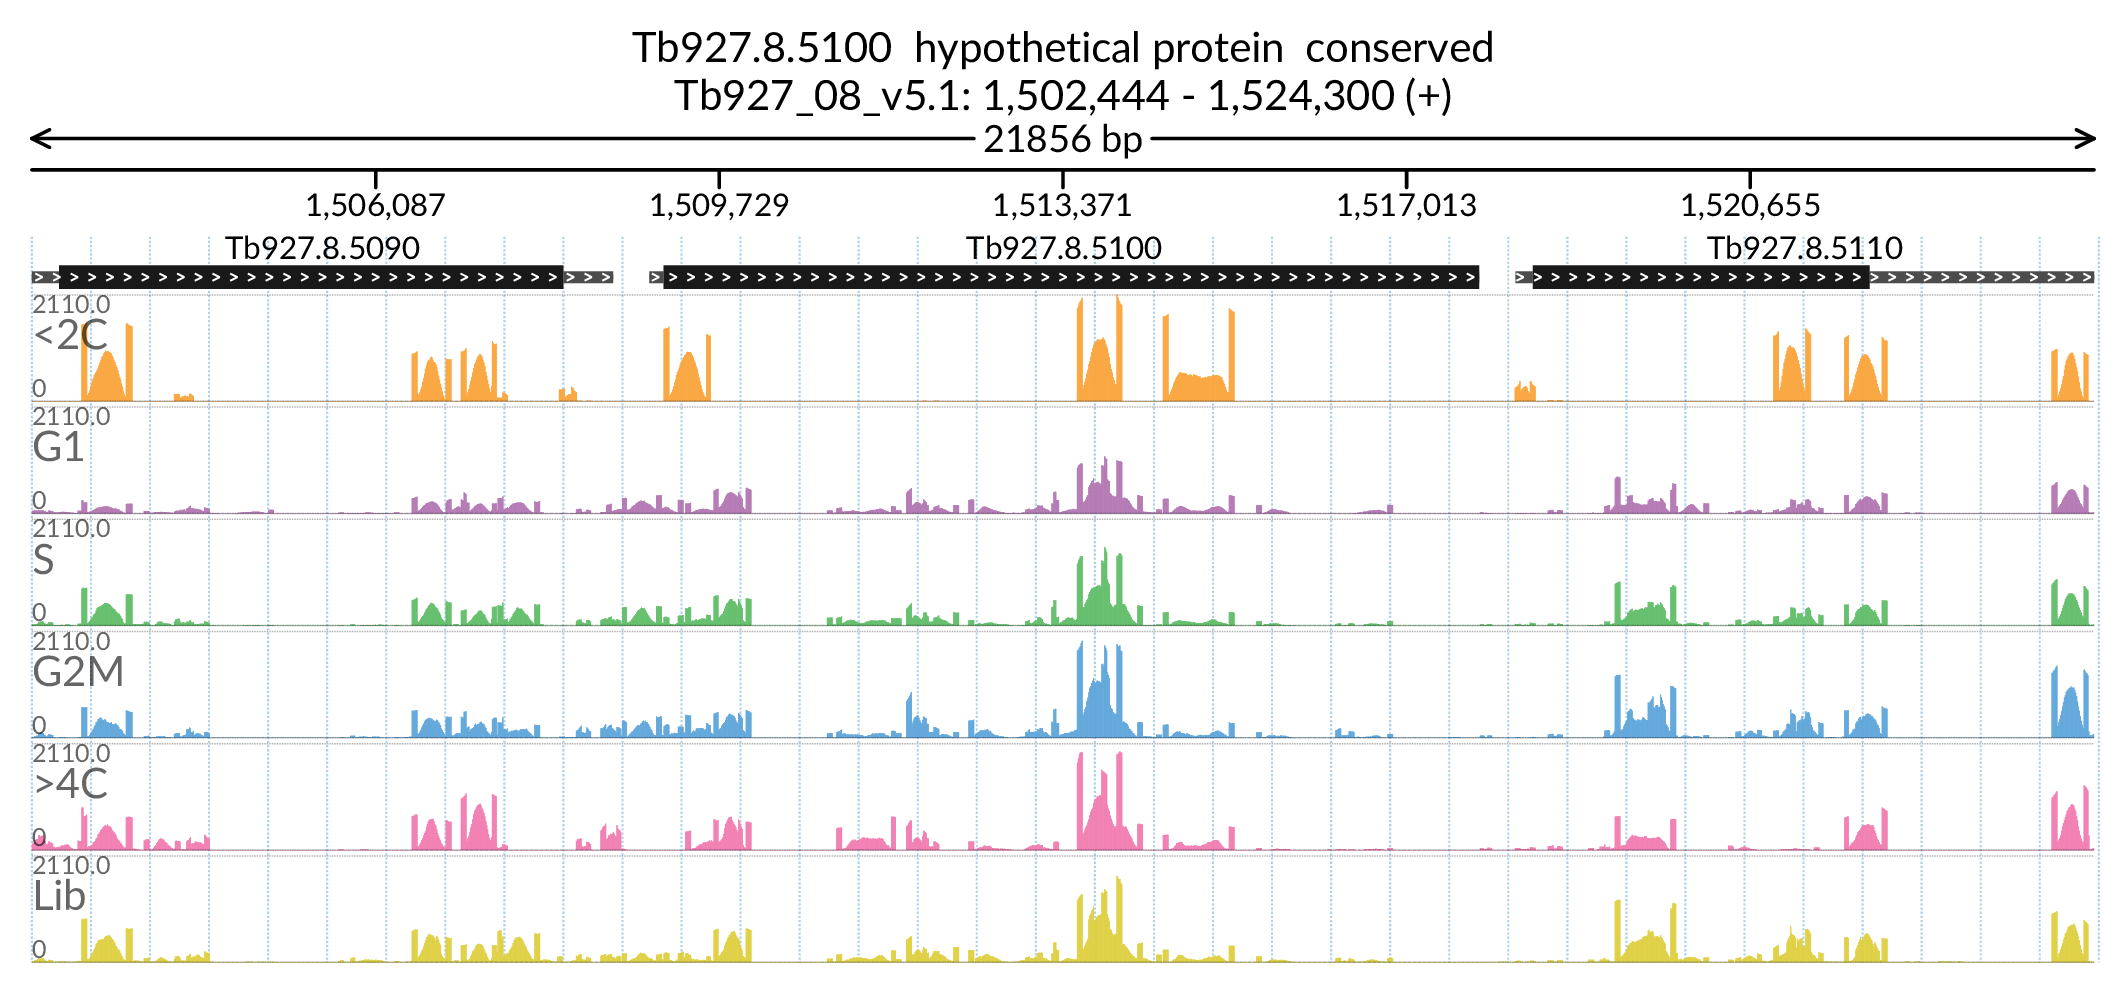 Tb927.8.5100 hypothetical protein conserved
Tb927_08_v5.1: 1,502,444 - 1,524,300 (+)
21856 bp
1,506,087 1,509,729 1,513,371 1,517,013 1,520,655
Tb927.8.5090 Tb927.8.5100 Tb927.8.5110
2110.0
<2C
0
2110.0
G1
0
2110.0
S
0
2110.0
G2M
0
2110.0
>4C
0
2110.0
Lib
0